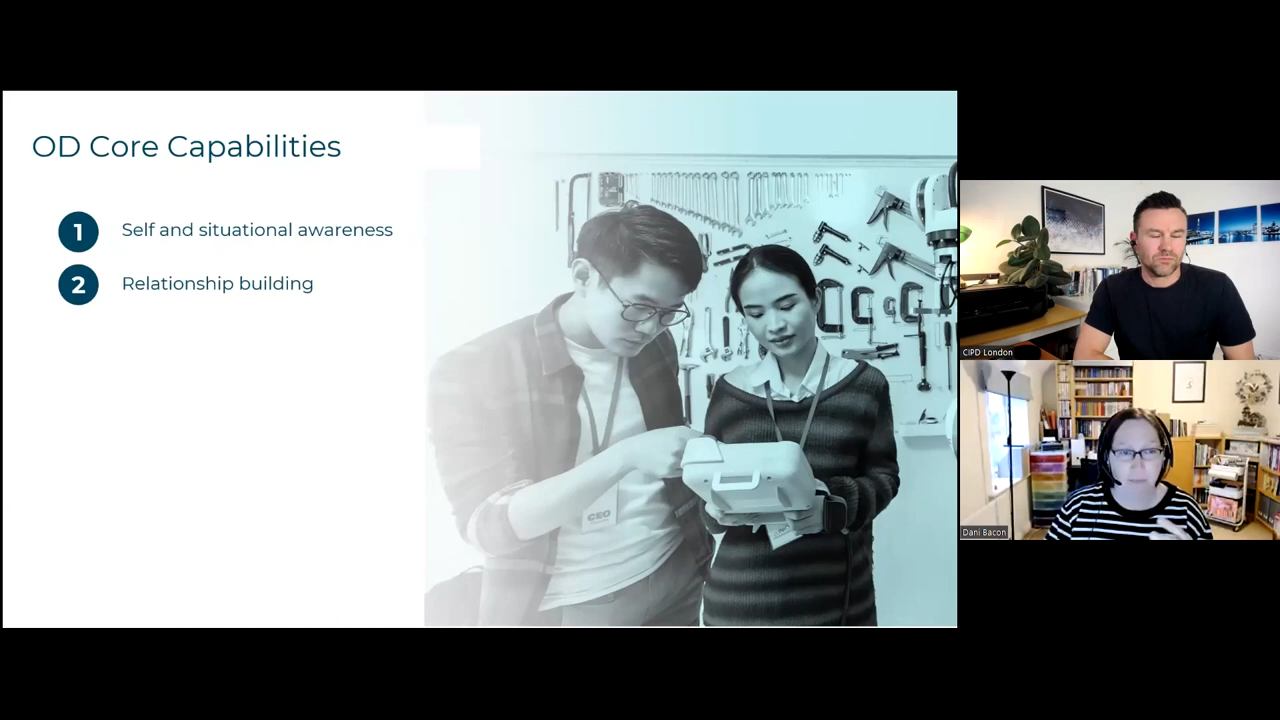 OD Core Capabilities
1
Self and situational awareness
2
Relationship building
CEO
CIPD London
Dani Bacon